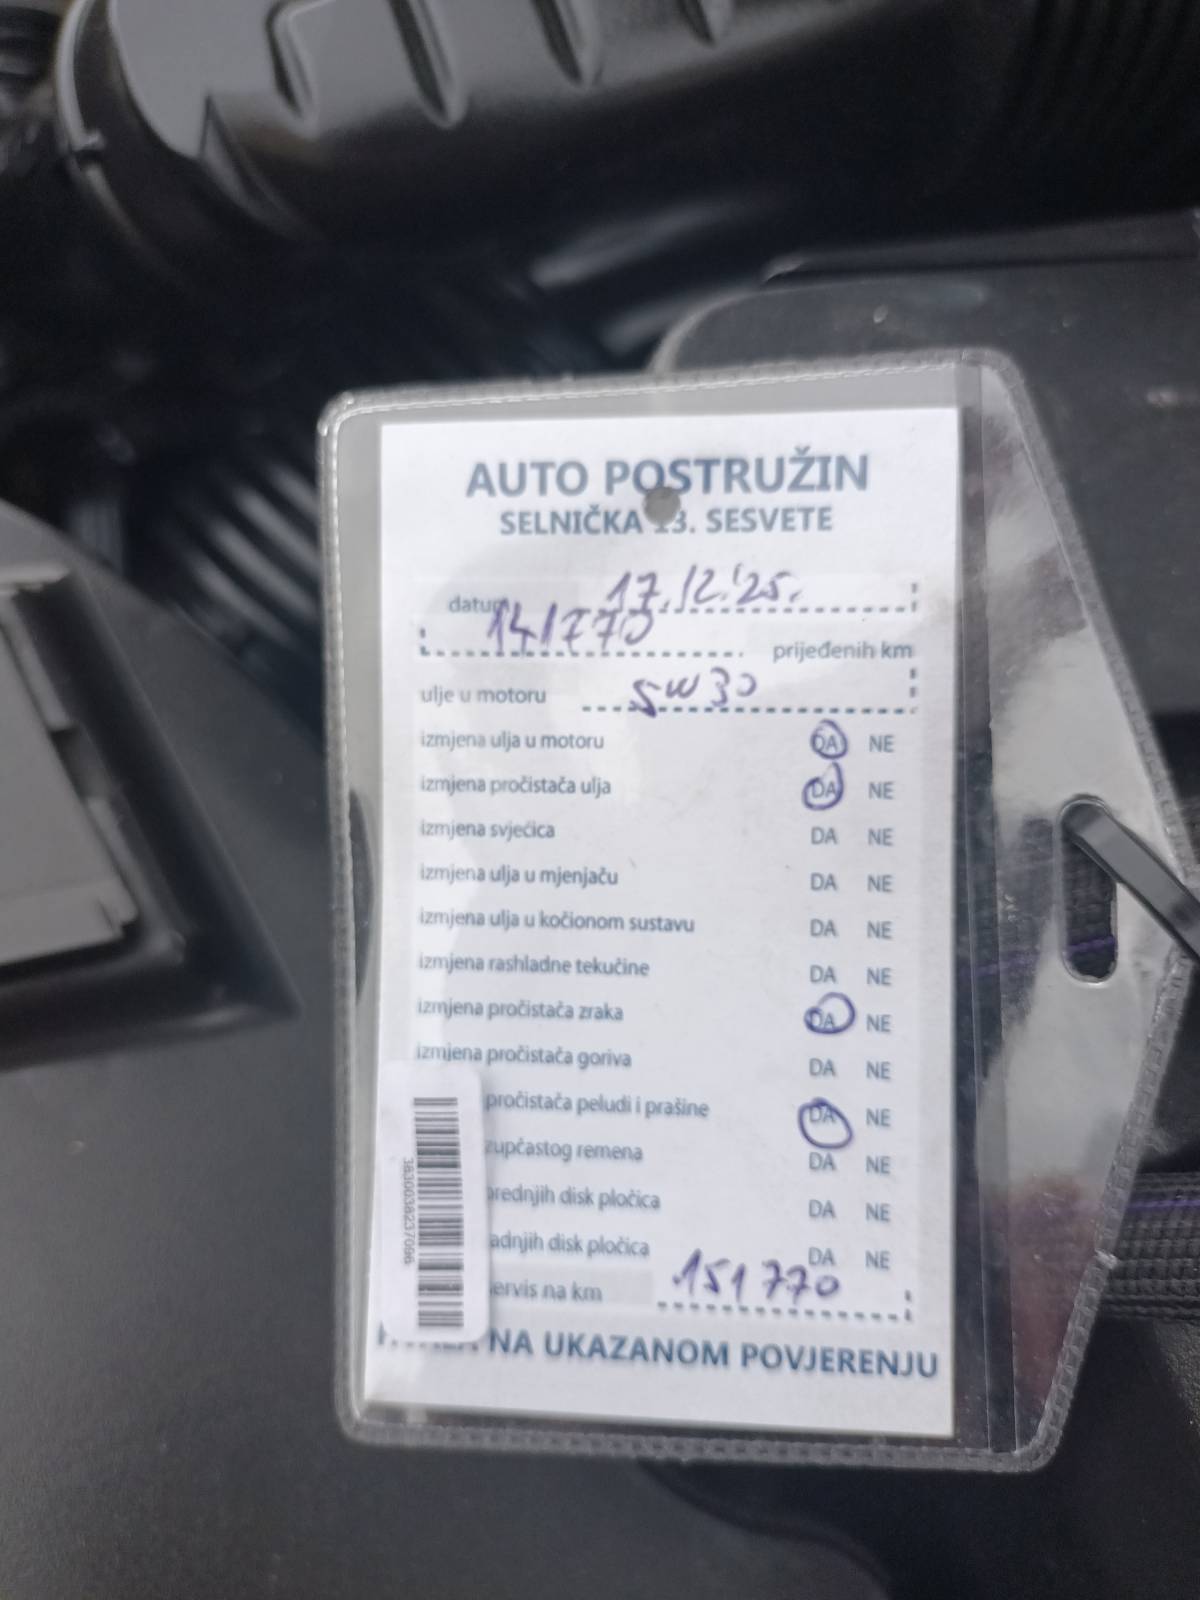 AUTO POSTRUŽIN
SELNIČKA 13. SESVETE
datum 17.12.'25.
141770 prijeđenih km
ulje u motoru 5W30
izmjena ulja u motoru DA NE
izmjena pročistača ulja DA NE
izmjena svjećica DA NE
izmjena ulja u mjenjaču DA NE
izmjena ulja u kočionom sustavu DA NE
izmjena rashladne tekućine DA NE
izmjena pročistača zraka DA NE
izmjena pročistača goriva DA NE
pročistača peludi i prašine DA NE
zupčastog remena DA NE
prednjih disk pločica DA NE
adnjih disk pločica DA NE
ervis na km 151770
NA UKAZANOM POVJERENJU
3830038237066